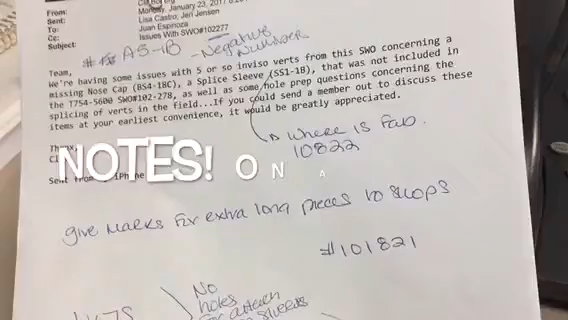 From:
Sent: Monday, January 23, 2017
To: Lisa Castro, Jeri Jensen
Cc: Juan Espinoza
Subject: Issues With SWO#102277
A5-1B - Negative
Number
Team,
We're having some issues with 5 or so inviso verts from this SWO concerning a
missing Nose Cap (BS4-18C), a Splice Sleeve (SS1-1B), that was not included in
the 7754-5600 SWO#102-278, as well as some hole prep questions concerning the
splicing of verts in the field...If you could send a member out to discuss these
items at your earliest convenience, it would be greatly appreciated.
where is Fab.
10822
NOTES! ON A
Sent from iPhone
give marks for extra long pieces to shops
#101821
No
holes